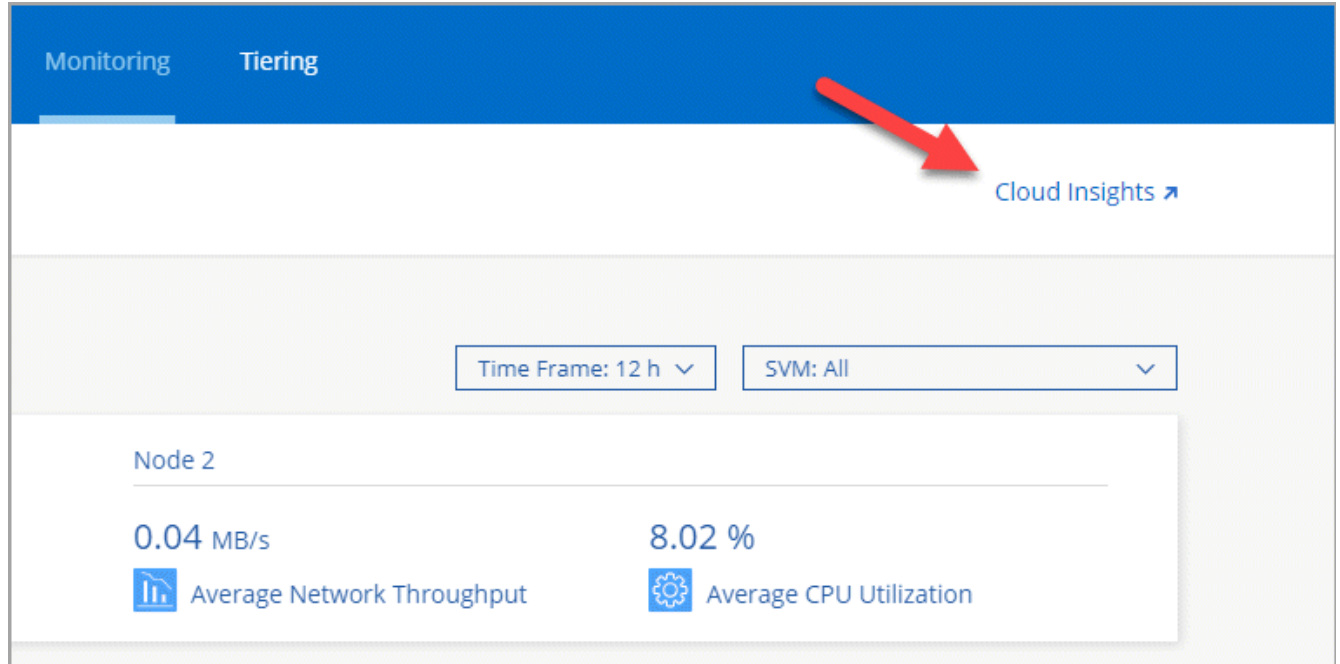 Monitoring Tiering
Cloud Insights
Time Frame: 12 h SVM: All
Node 2
0.04 MB/s 8.02 %
Average Network Throughput Average CPU Utilization